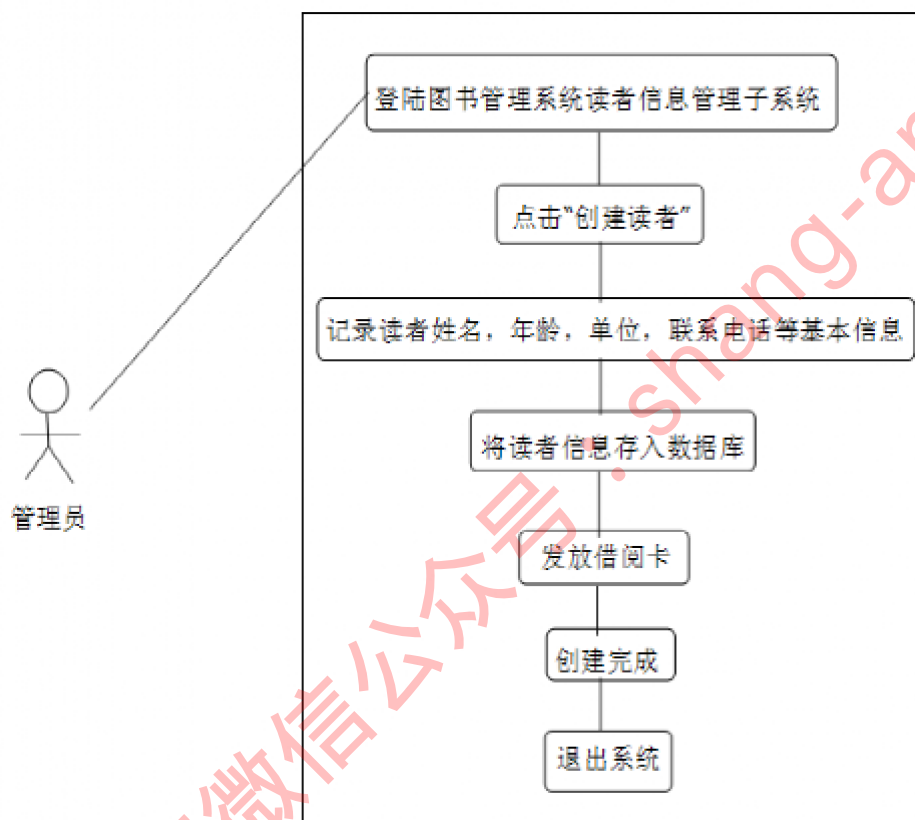 登陆图书管理系统读者信息管理子系统
点击“创建读者”
记录读者姓名，年龄，单位，联系电话等基本信息
将读者信息存入数据库
管理员
发放借阅卡
创建完成
退出系统
微信公众号：shang-an